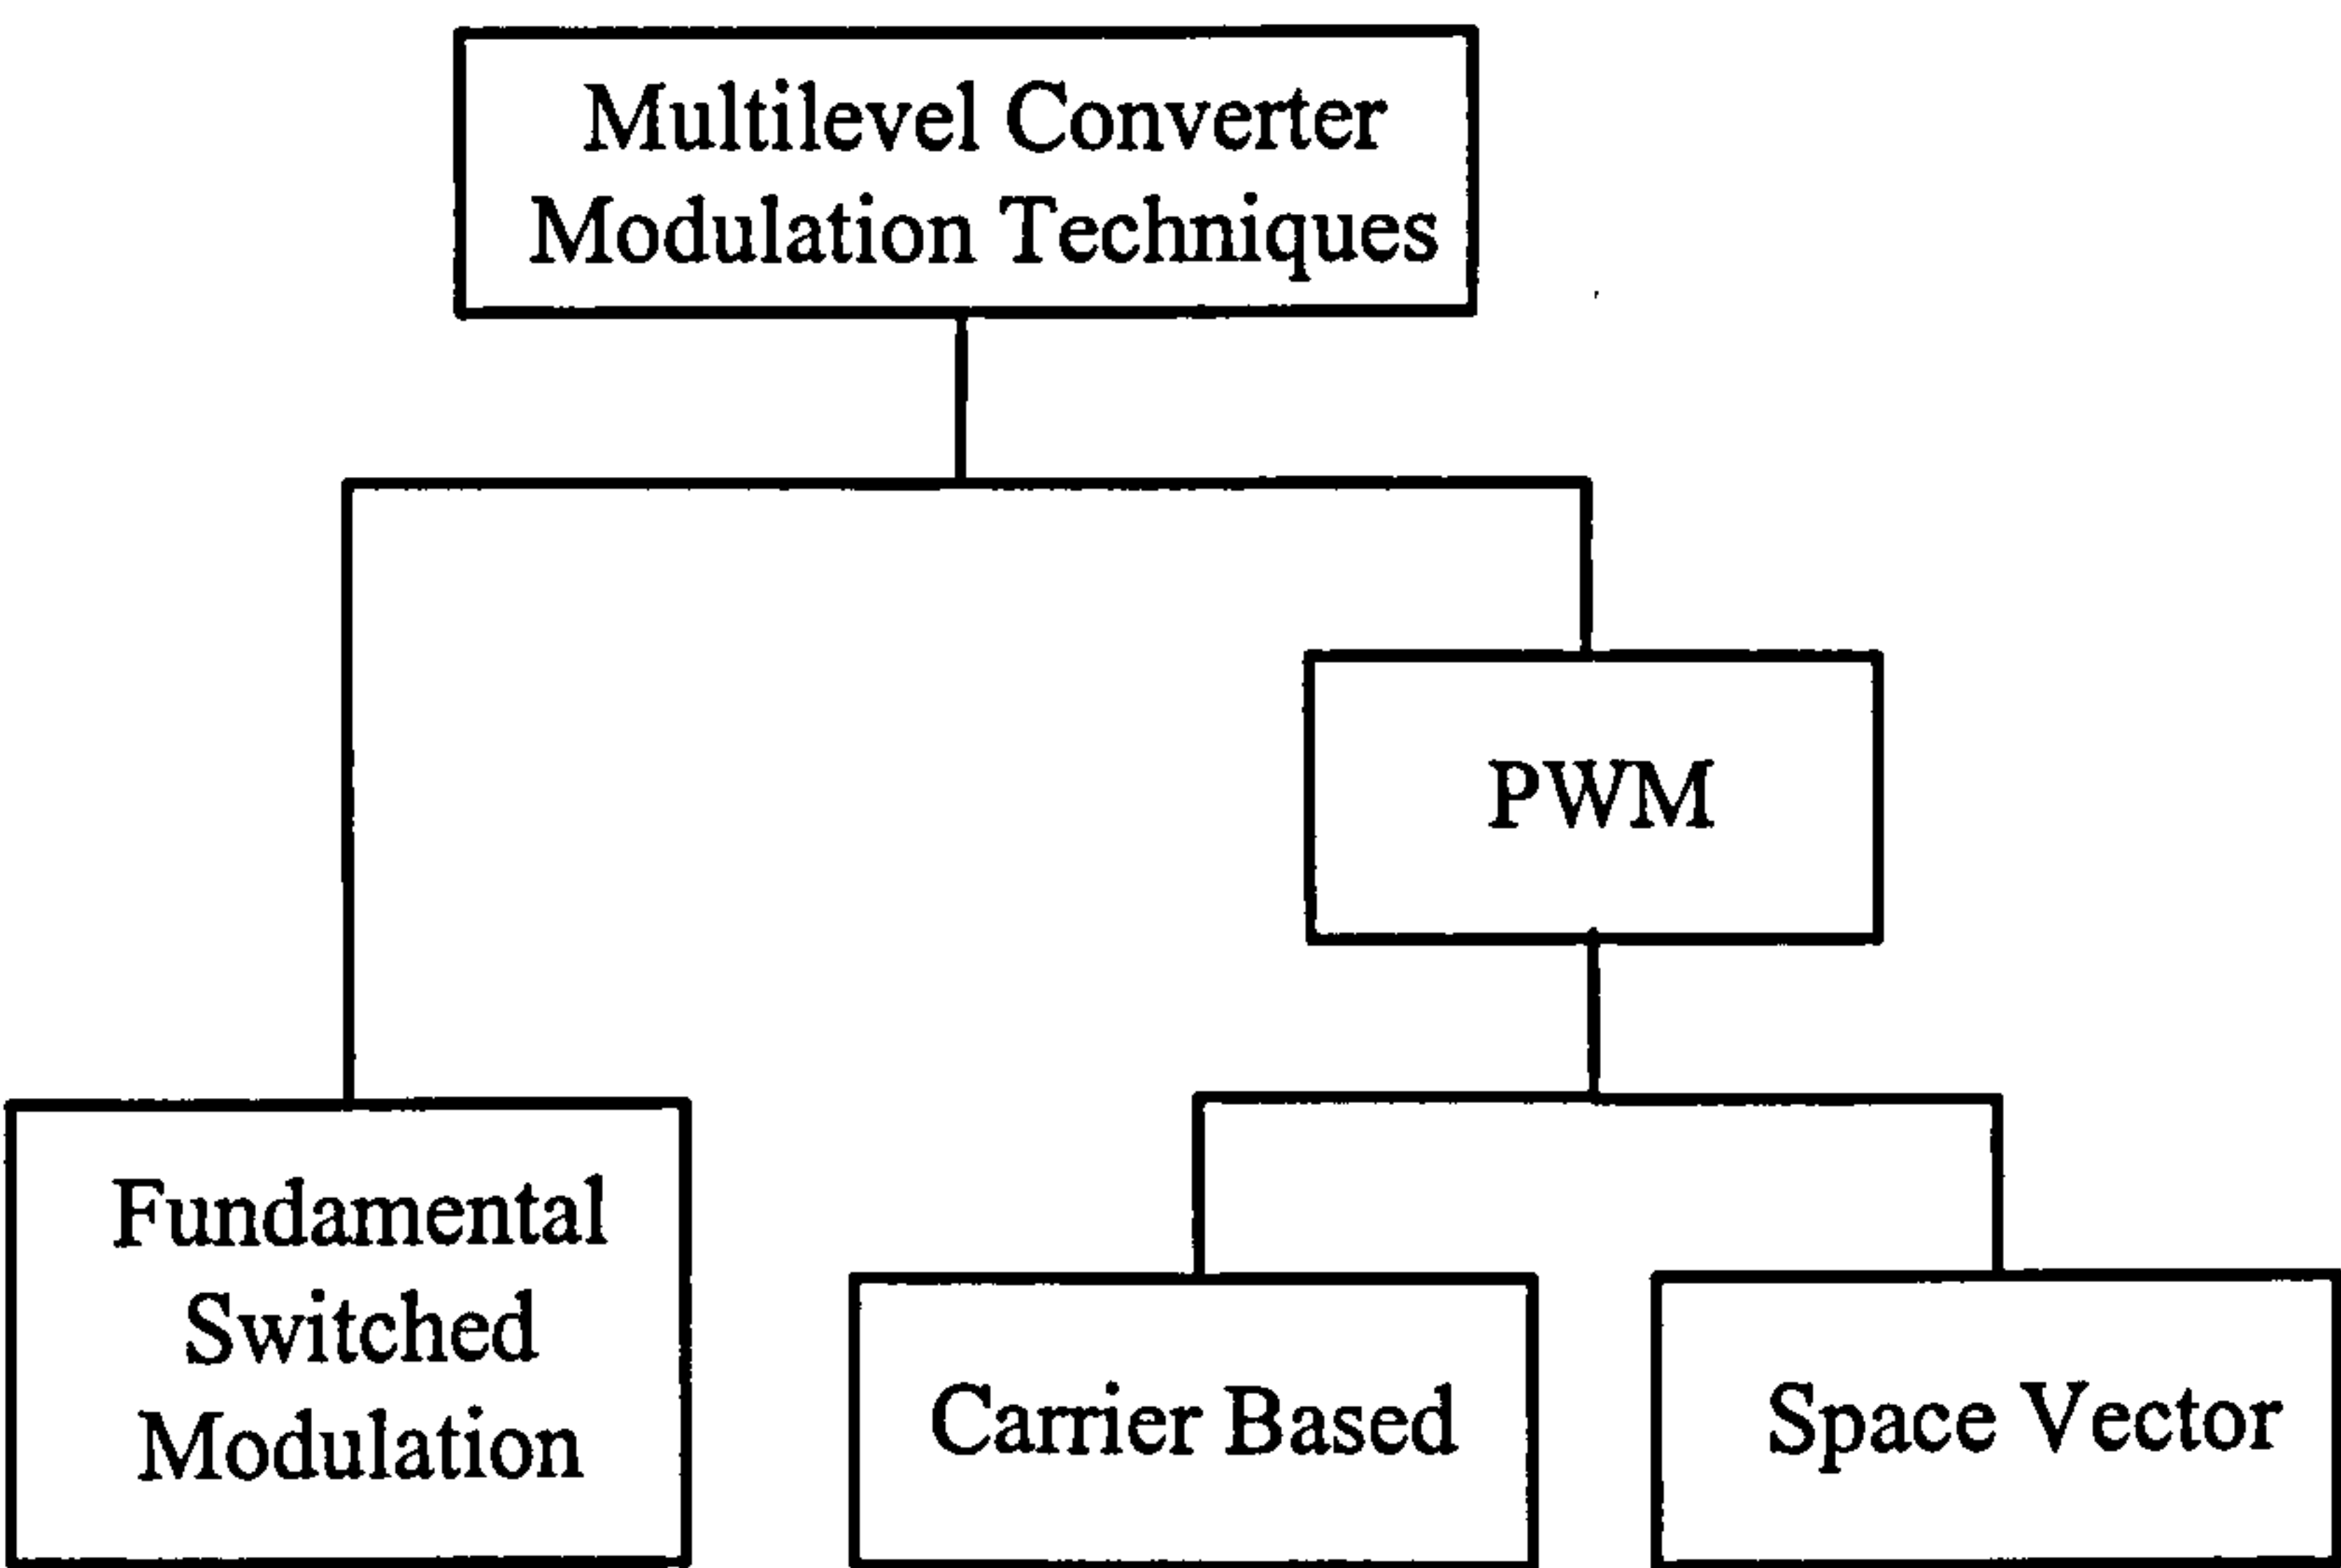 Multilevel Converter
Modulation Techniques
PWM
Fundamental
Switched
Modulation
Carrier Based
Space Vector